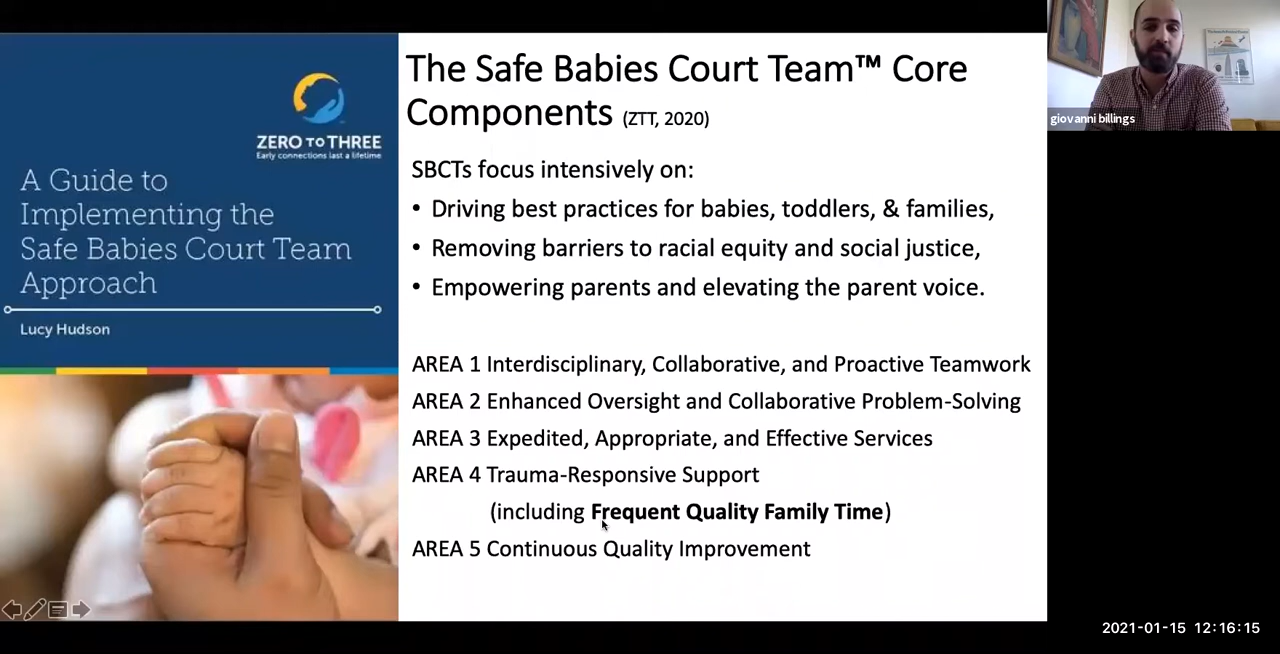 ZERO TO THREE
Early connections last a lifetime
A Guide to
Implementing the
Safe Babies Court Team
Approach
Lucy Hudson
The Safe Babies Court Team™ Core
Components (ZTT, 2020)
SBCTs focus intensively on:
• Driving best practices for babies, toddlers, & families,
• Removing barriers to racial equity and social justice,
• Empowering parents and elevating the parent voice.
AREA 1 Interdisciplinary, Collaborative, and Proactive Teamwork
AREA 2 Enhanced Oversight and Collaborative Problem-Solving
AREA 3 Expedited, Appropriate, and Effective Services
AREA 4 Trauma-Responsive Support
(including Frequent Quality Family Time)
AREA 5 Continuous Quality Improvement
giovanni billings
2021-01-15 12:16:15